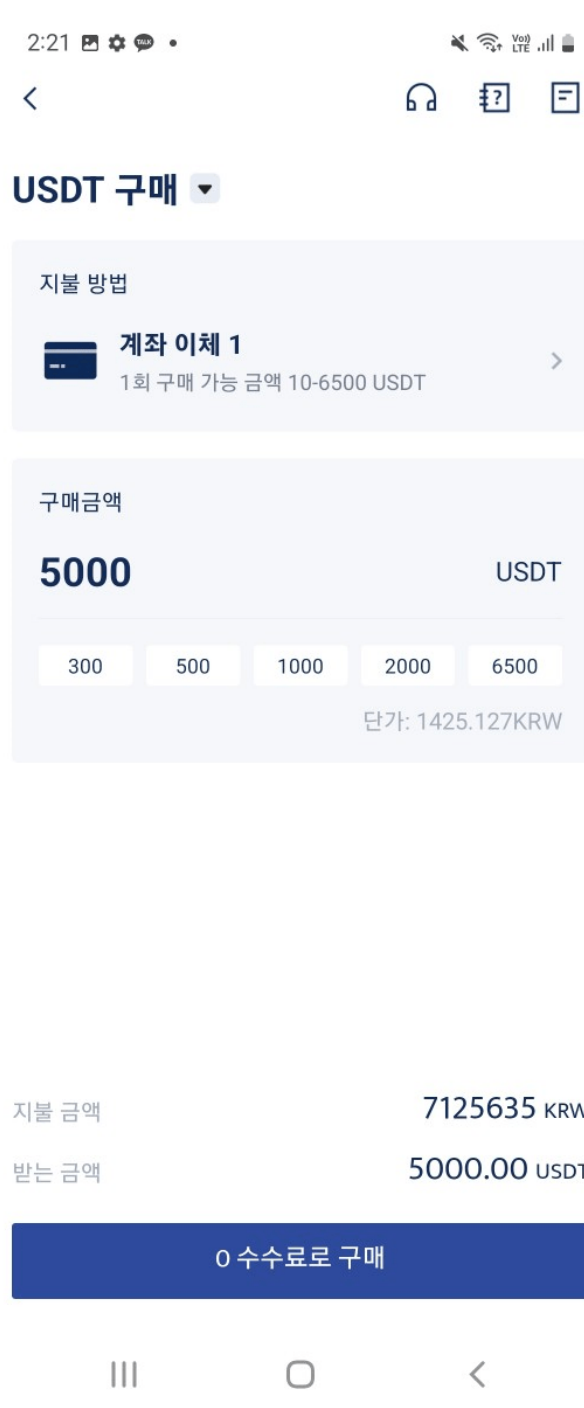 2:21
USDT 구매
지불 방법
계좌 이체 1
1회 구매 가능 금액 10-6500 USDT
구매금액
5000 USDT
300 500 1000 2000 6500
단가: 1425.127KRW
지불 금액 7125635 KRW
받는 금액 5000.00 USDT
0 수수료로 구매